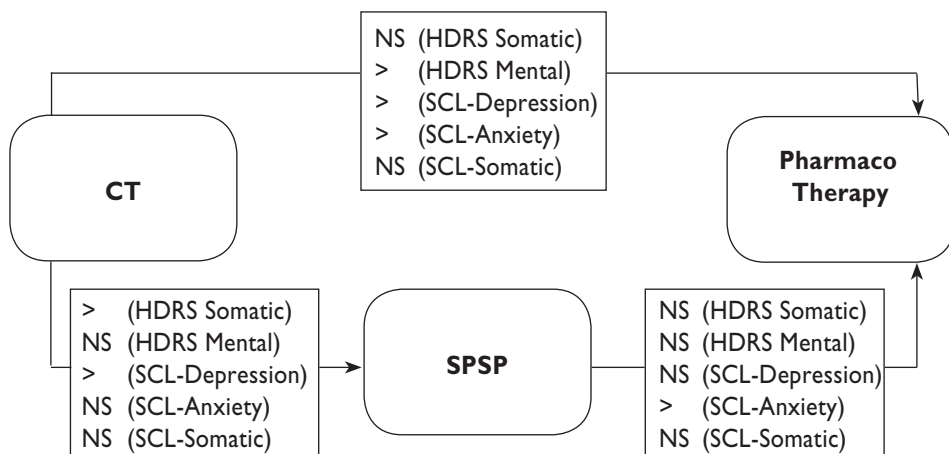 NS (HDRS Somatic)
> (HDRS Mental)
> (SCL-Depression)
> (SCL-Anxiety)
NS (SCL-Somatic)
CT
Pharmaco
Therapy
> (HDRS Somatic)
NS (HDRS Mental)
> (SCL-Depression)
NS (SCL-Anxiety)
NS (SCL-Somatic)
SPSP
NS (HDRS Somatic)
NS (HDRS Mental)
NS (SCL-Depression)
> (SCL-Anxiety)
NS (SCL-Somatic)